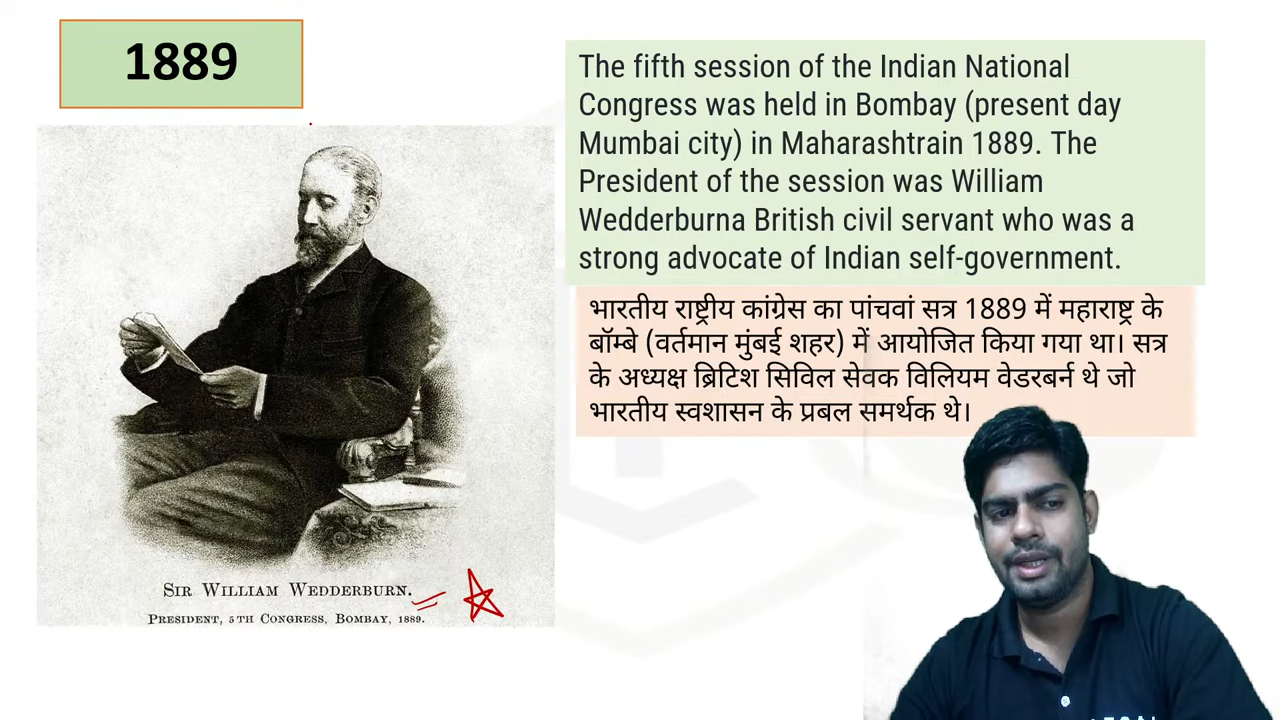 1889
The fifth session of the Indian National
Congress was held in Bombay (present day
Mumbai city) in Maharashtrain 1889. The
President of the session was William
Wedderburna British civil servant who was a
strong advocate of Indian self-government.
भारतीय राष्ट्रीय कांग्रेस का पांचवां सत्र 1889 में महाराष्ट्र के
बॉम्बे (वर्तमान मुंबई शहर) में आयोजित किया गया था। सत्र
के अध्यक्ष ब्रिटिश सिविल सेवक विलियम वेडरबर्न थे जो
भारतीय स्वशासन के प्रबल समर्थक थे।
SIR WILLIAM WEDDERBURN.
PRESIDENT, 5TH CONGRESS, BOMBAY, 1889.